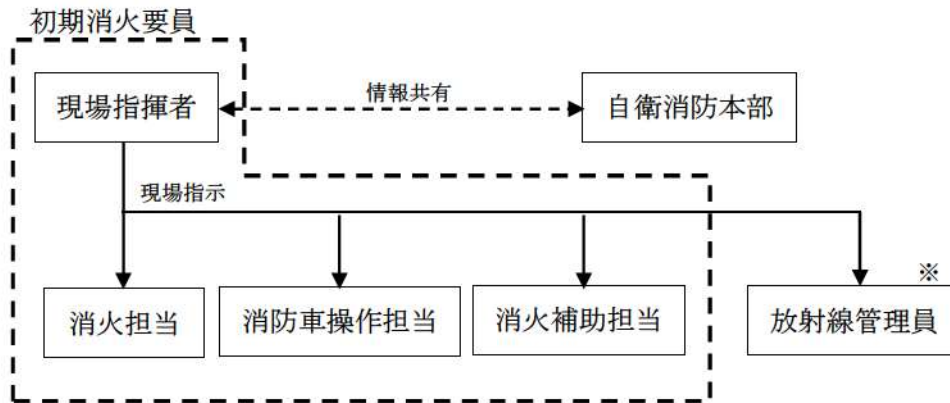 初期消火要員
現場指揮者
情報共有
自衛消防本部
現場指示
※
消火担当
消防車操作担当
消火補助担当
放射線管理員